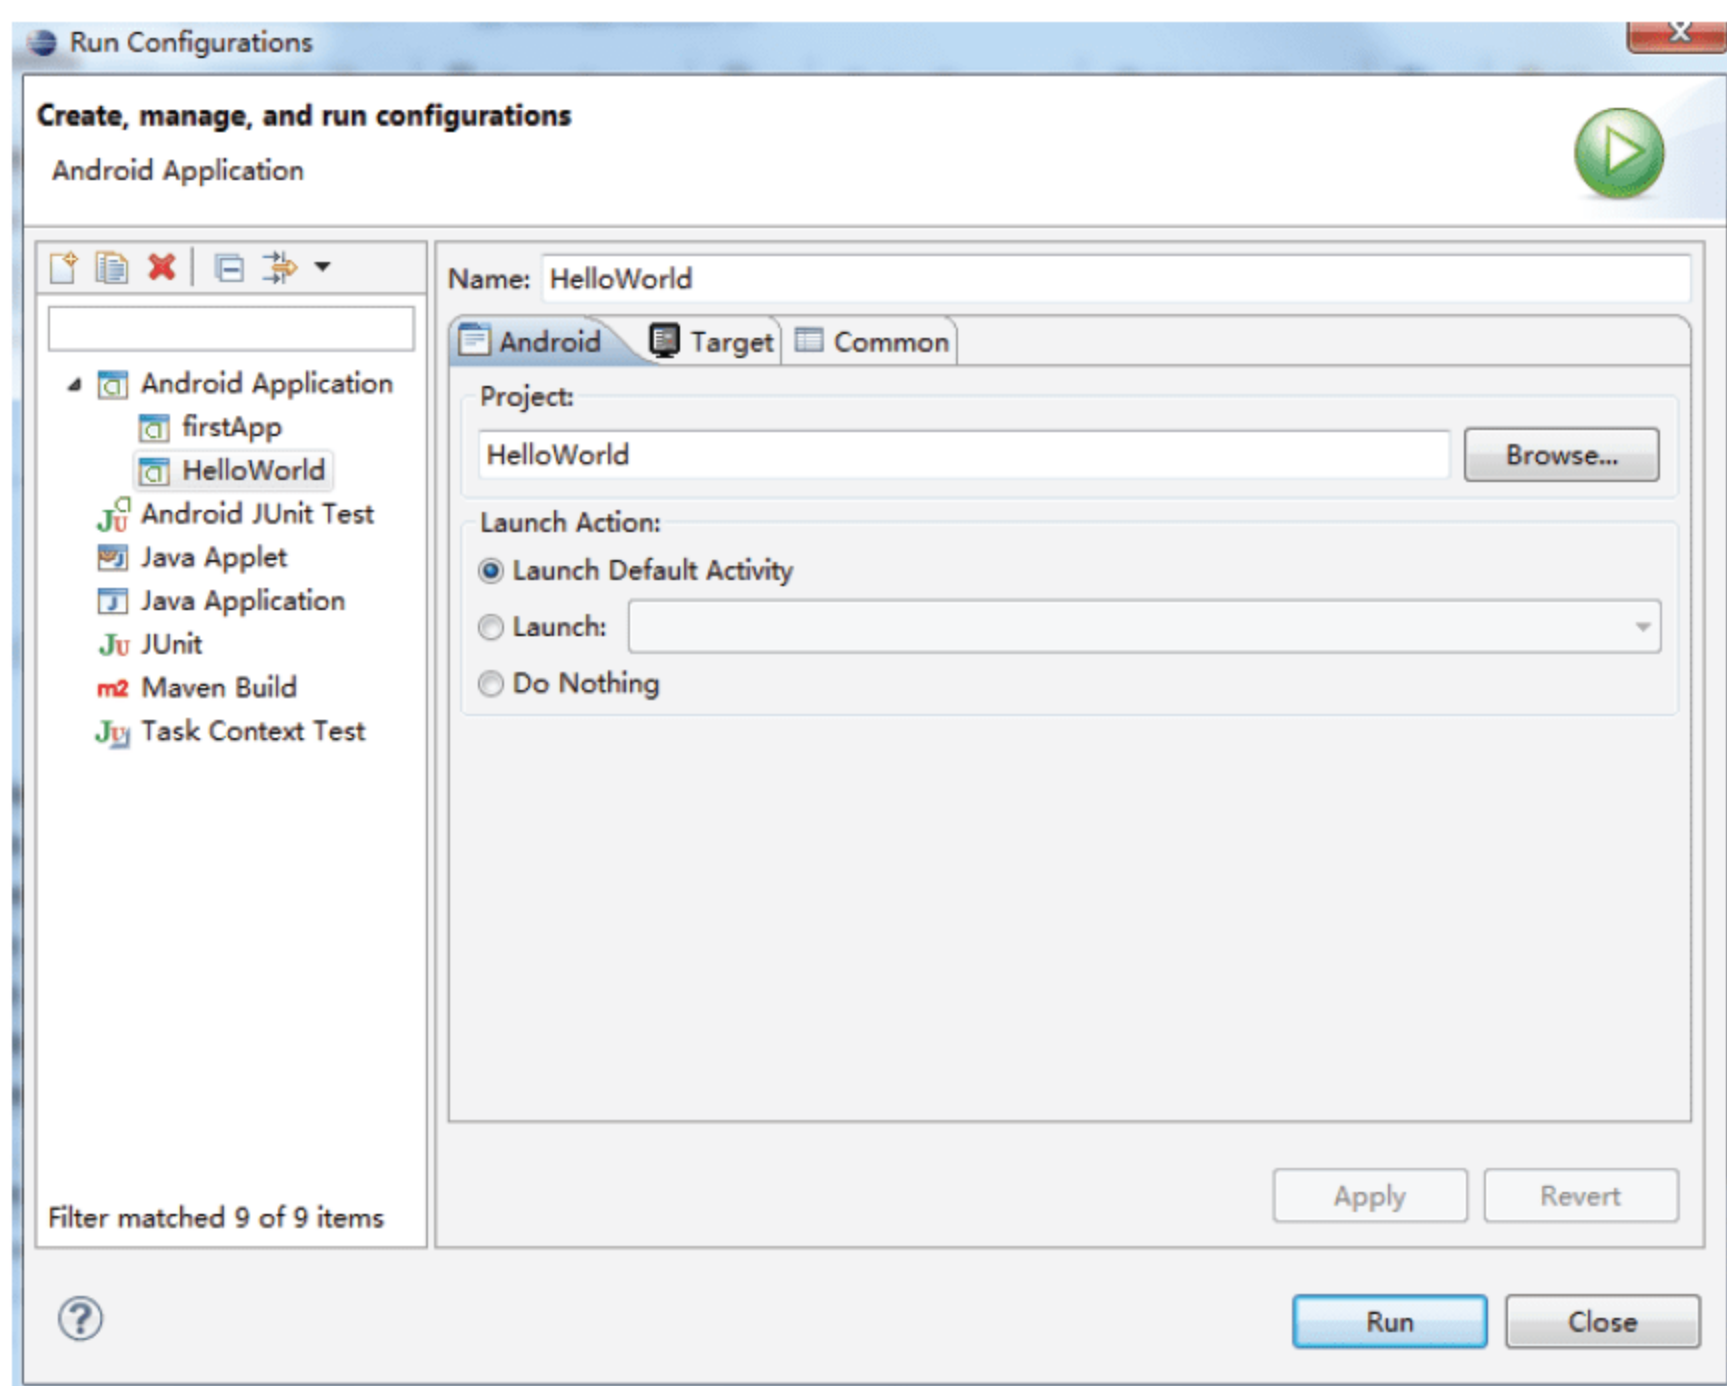 Run Configurations
X
Create, manage, and run configurations
Android Application
Name: HelloWorld
Android Target Common
Android Application
firstApp
HelloWorld
Android JUnit Test
Java Applet
Java Application
JUnit
Maven Build
Task Context Test
Filter matched 9 of 9 items
Project:
HelloWorld Browse...
Launch Action:
Launch Default Activity
Launch:
Do Nothing
Apply Revert
Run Close